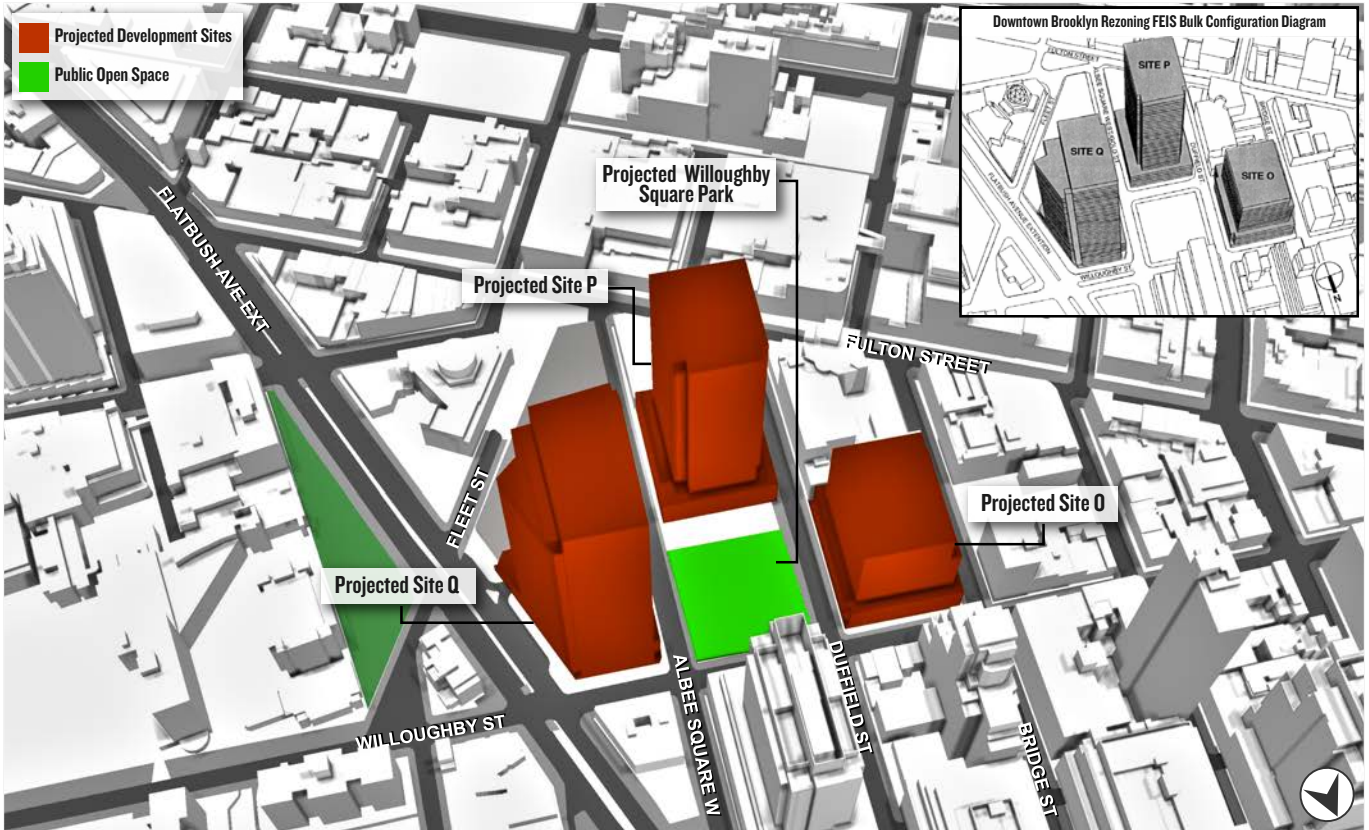 Projected Development Sites
Public Open Space
Downtown Brooklyn Rezoning FEIS Bulk Configuration Diagram
FULTON STREET
SITE P
SITE Q
SITE O
DUFFIELD ST
FLATBUSH AVENUE EXTENSION
WILLOUGHBY ST
N
Projected Willoughby
Square Park
FLATBUSH AVE EXT
Projected Site P
FULTON STREET
FLEET ST
Projected Site O
Projected Site Q
ALBEE SQUARE W
DUFFIELD ST
BRIDGE ST
WILLOUGHBY ST